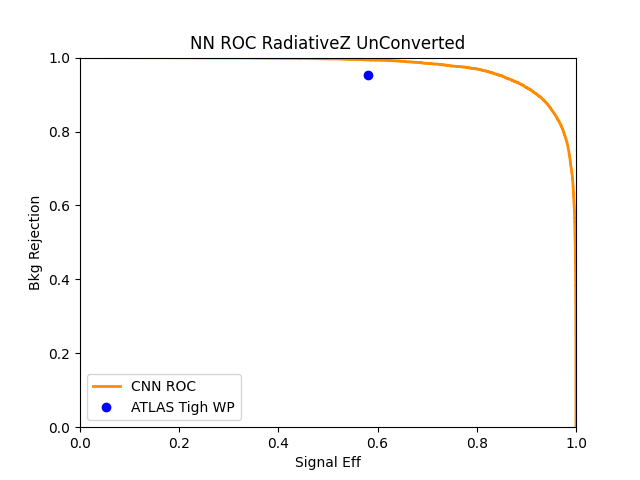 NN ROC RadiativeZ UnConverted
1.0
0.8
0.6
0.4
0.2
0.0
Bkg Rejection
CNN ROC
ATLAS Tigh WP
0.0 0.2 0.4 0.6 0.8 1.0
Signal Eff